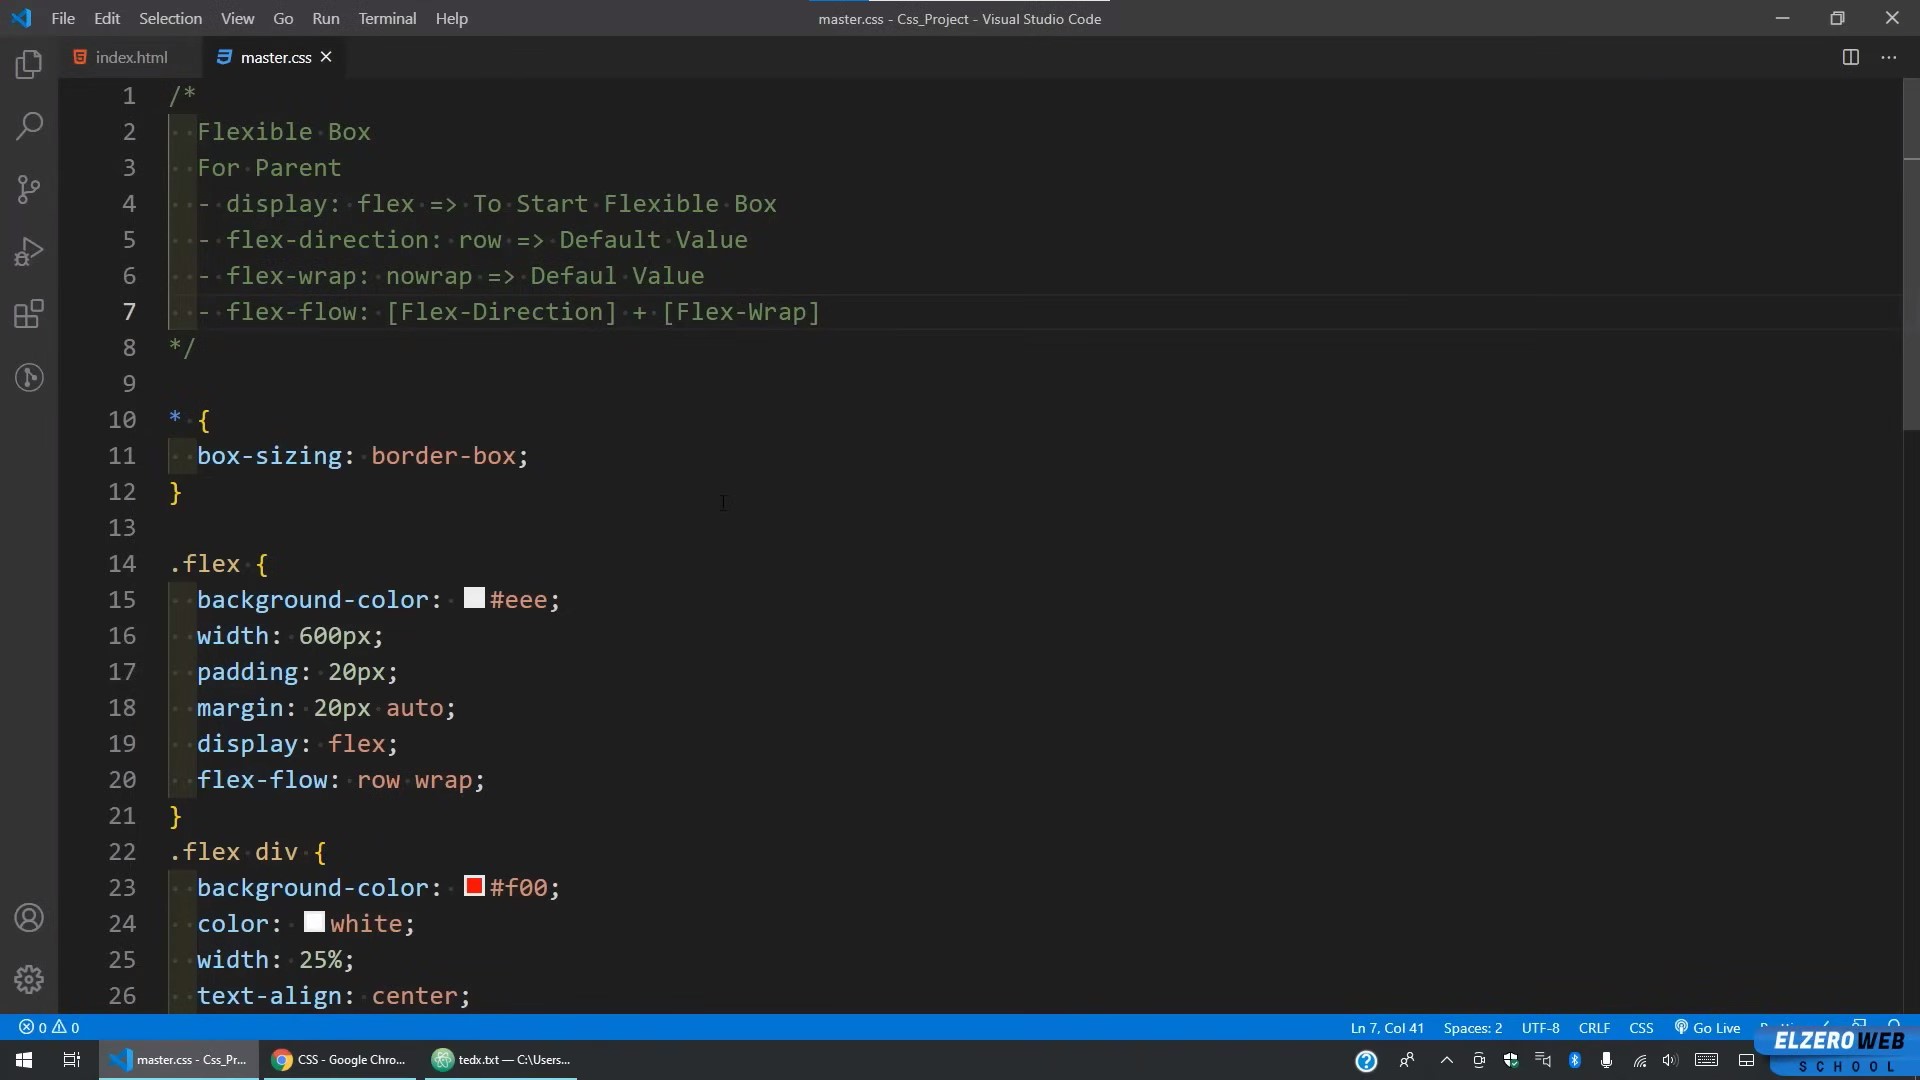 File Edit Selection View Go Run Terminal Help
master.css - Css_Project - Visual Studio Code
index.html
master.css
1 /*
2 Flexible Box
3 For Parent
4 - display: flex => To Start Flexible Box
5 - flex-direction: row => Default Value
6 - flex-wrap: nowrap => Defaul Value
7 - flex-flow: [Flex-Direction] + [Flex-Wrap]
8 */
9
10 * {
11 box-sizing: border-box;
12 }
13
14 .flex {
15 background-color: #eee;
16 width: 600px;
17 padding: 20px;
18 margin: 20px auto;
19 display: flex;
20 flex-flow: row wrap;
21 }
22 .flex div {
23 background-color: #f00;
24 color: white;
25 width: 25%;
26 text-align: center;
0 0
Ln 7, Col 41 Spaces: 2 UTF-8 CRLF CSS Go Live
master.css - Css_Pr...
CSS - Google Chro...
tedx.txt — C:\Users...
ELZEROWEB
SCHOOL